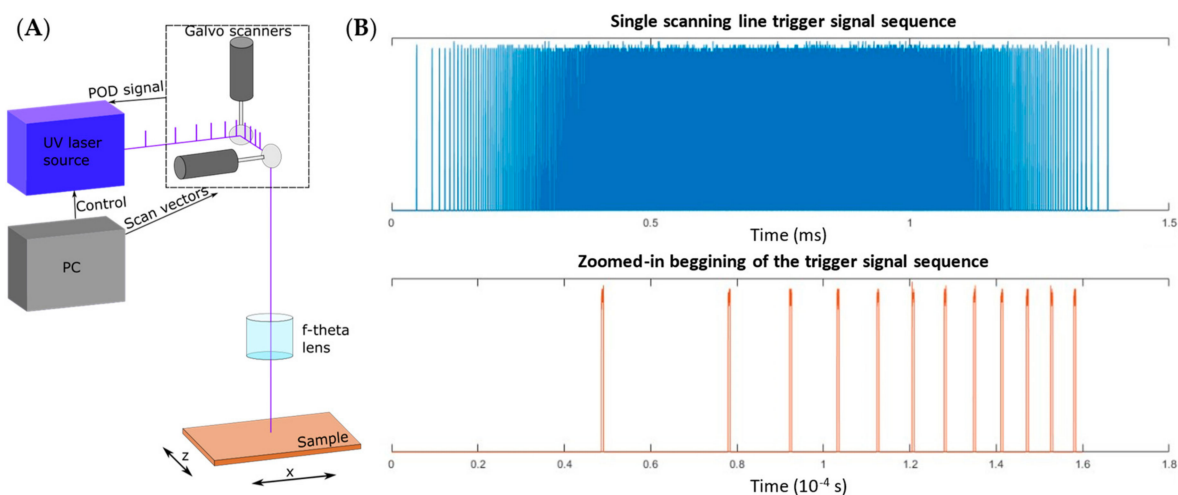 (A)
Galvo scanners
POD signal
UV laser
source
Control
Scan vectors
PC
f-theta
lens
Sample
z
x
(B)
Single scanning line trigger signal sequence
0
0.5
1
1.5
Time (ms)
Zoomed-in beggining of the trigger signal sequence
0
0.2
0.4
0.6
0.8
1
1.2
1.4
1.6
1.8
Time (10⁻⁴ s)